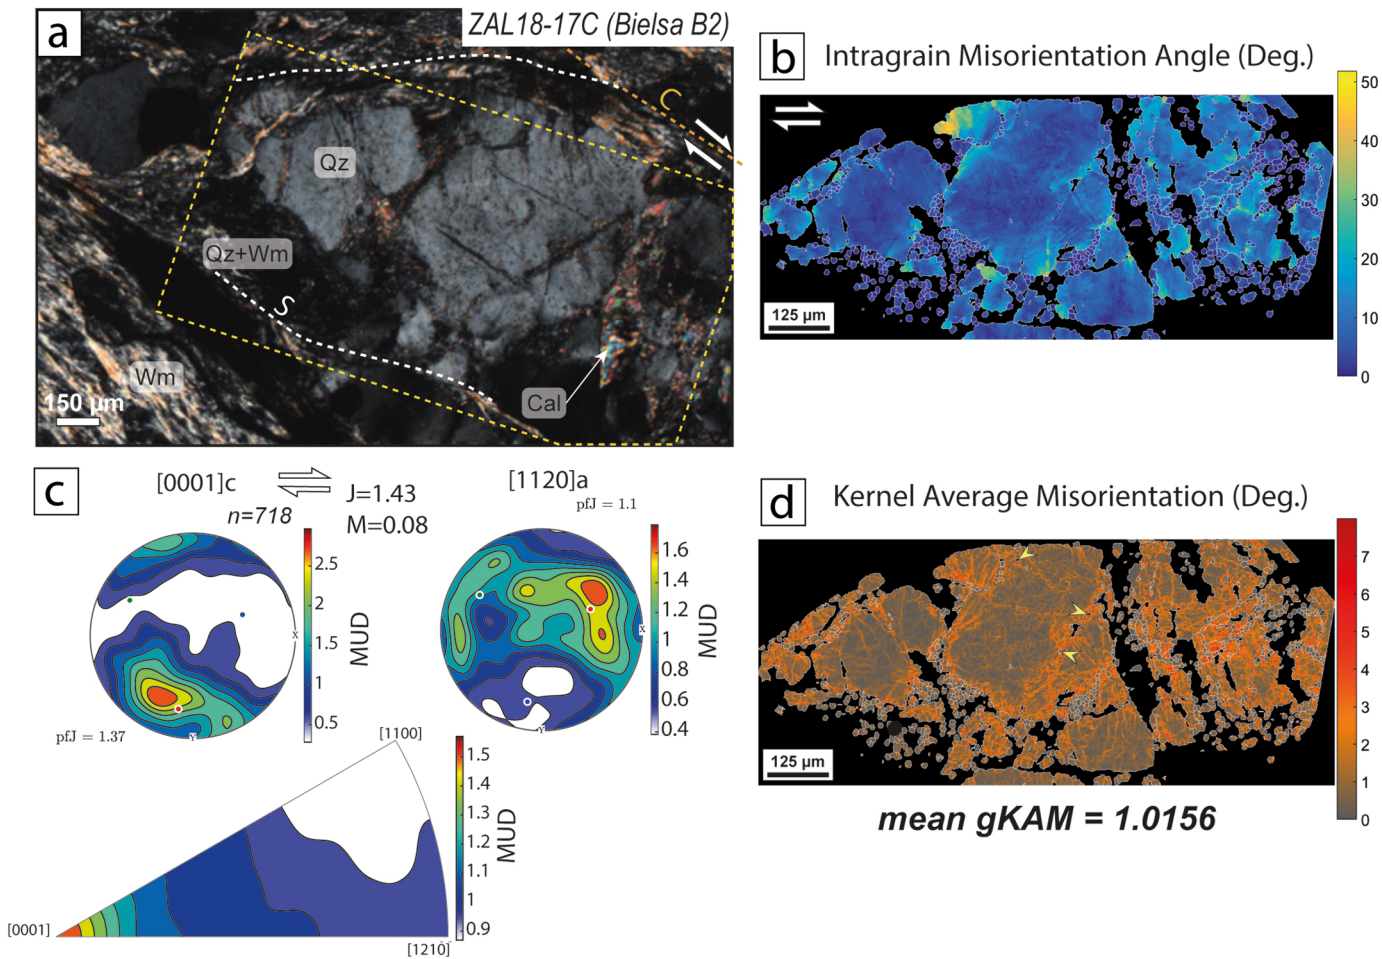 a
ZAL18-17C (Bielsa B2)
C
Qz
Qz+Wm
S
Wm
150 µm
Cal
b
Intragrain Misorientation Angle (Deg.)
50
40
30
20
10
0
125 µm
c
[0001]c
J=1.43
M=0.08
n=718
[1120]a
pfJ = 1.1
2.5
2
1.5
1
0.5
MUD
X
Y
pfJ = 1.37
1.6
1.4
1.2
1
0.8
0.6
0.4
MUD
X
Y
[1100]
[0001]
[1210]
1.5
1.4
1.3
1.2
1.1
1
0.9
MUD
d
Kernel Average Misorientation (Deg.)
7
6
5
4
3
2
1
0
125 µm
mean gKAM = 1.0156